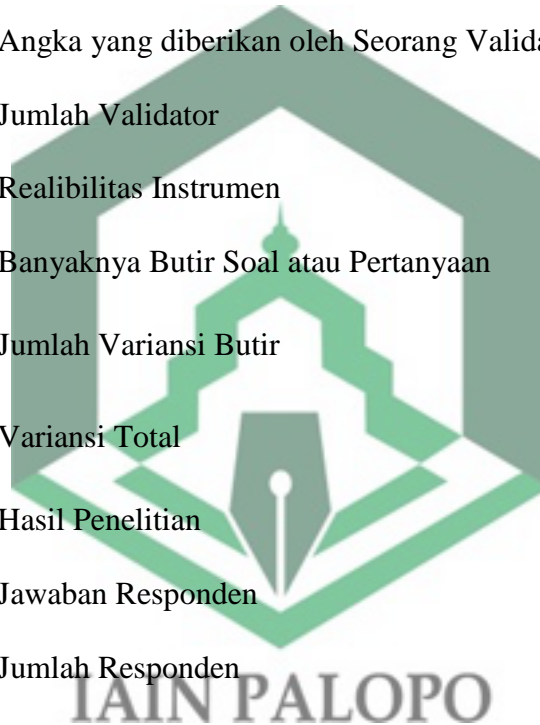 Angka yang diberikan oleh Seorang
Jumlah Validator
Realibilitas Instrumen
Banyaknya Butir Soal atau Pertanyaan
Jumlah Variansi Butir
Variansi Total
Hasil Penelitian
Jawaban Responden
Jumlah Responden
IAIN PALOPO